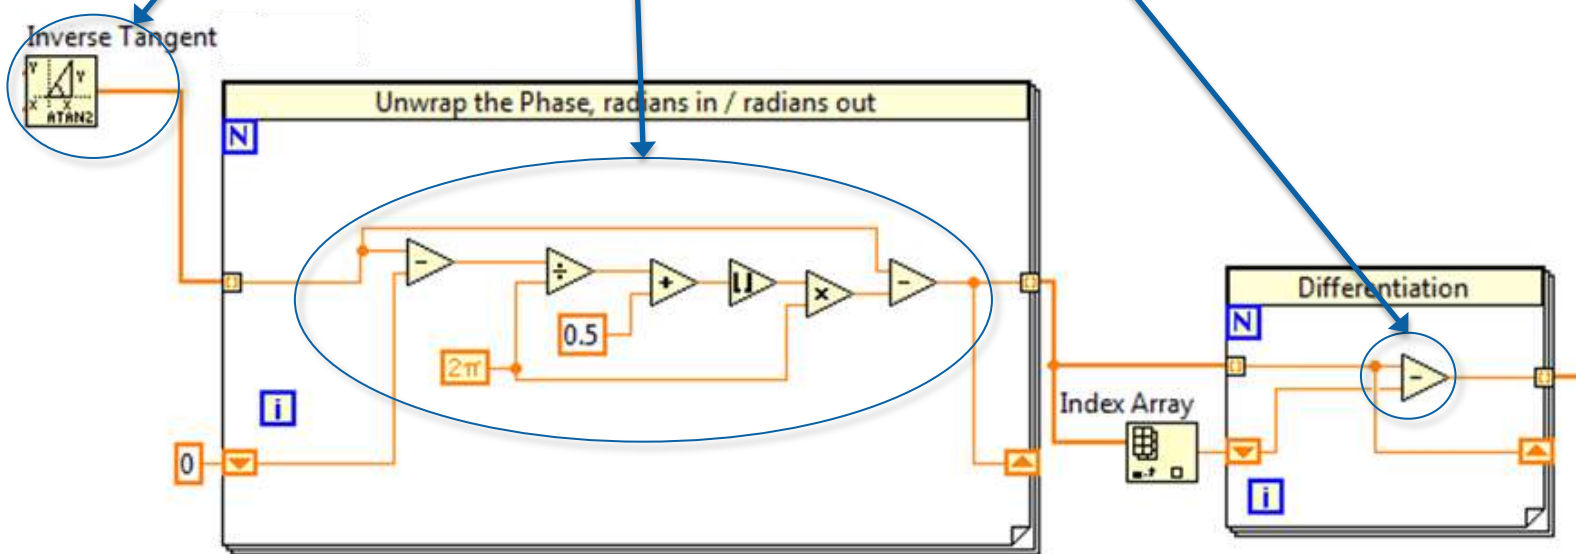 Inverse Tangent
Y
Y
X
X
ATAN2
Unwrap the Phase, radians in / radians out
N
-
÷
+
x
-
0.5
2π
i
0
Index Array
Differentiation
N
-
i